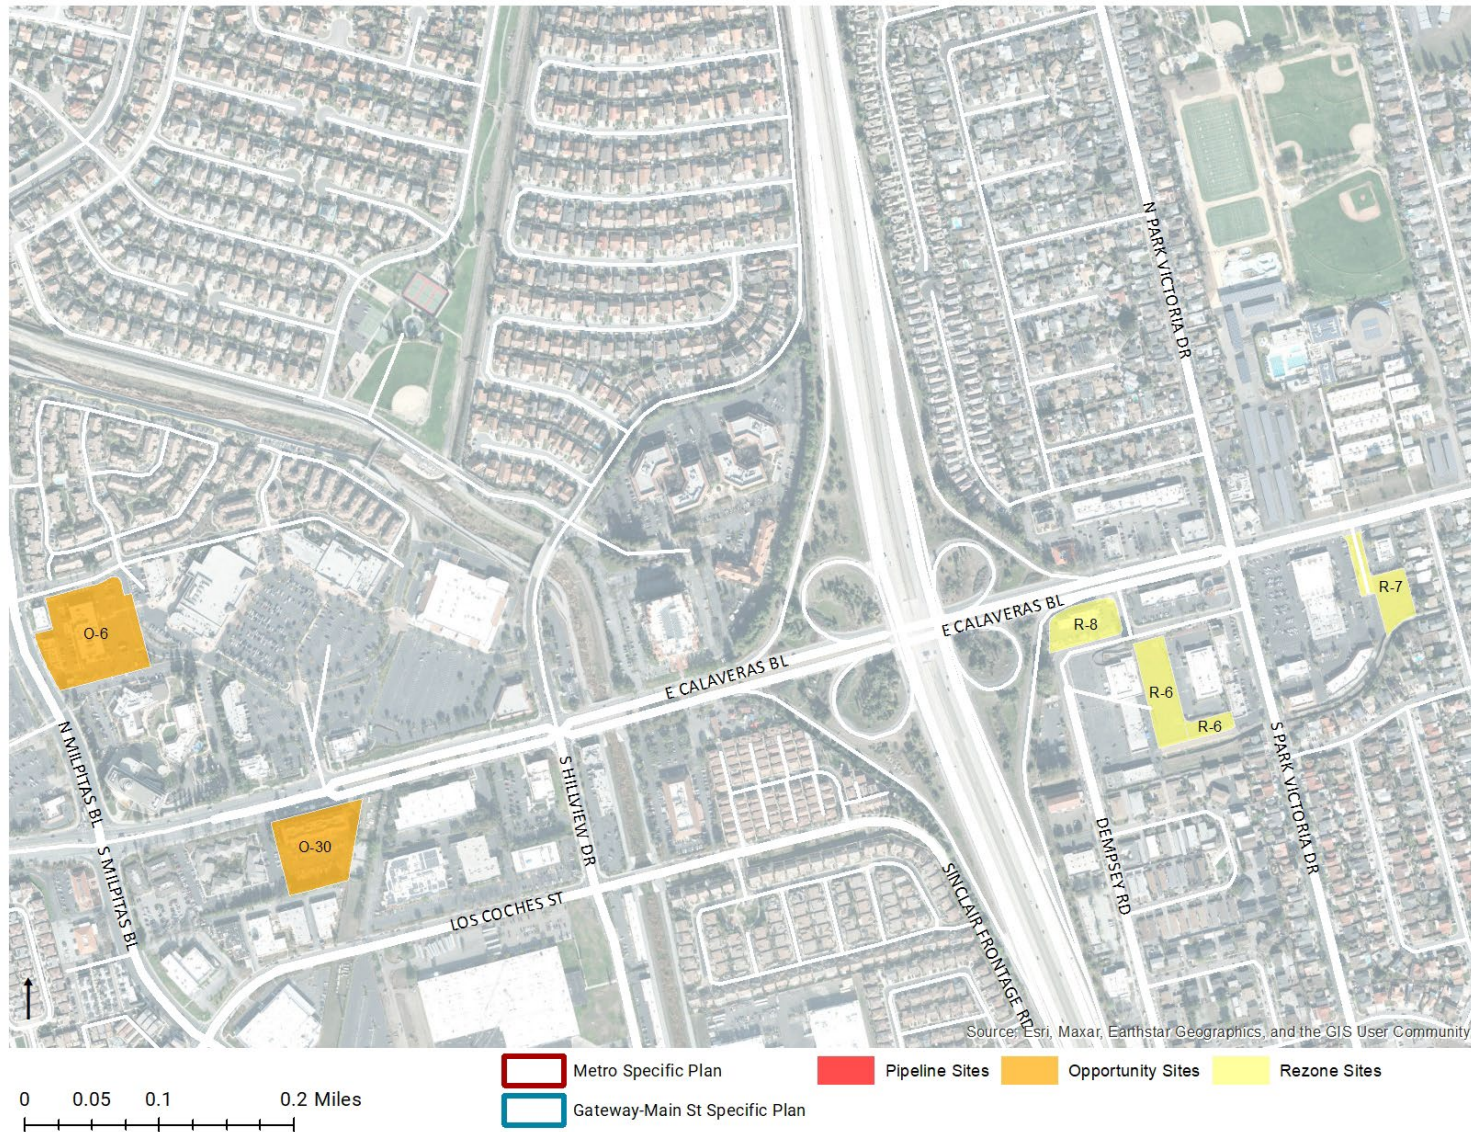 N PARK VICTORIA DR
E CALAVERAS BL
R-7
R-8
O-6
E CALAVERAS BL
R-6
R-6
N MILPITAS BL
S HILLVIEW DR
S PARK VICTORIA DR
O-30
S MILPITAS BL
DEMPSEY RD
LOS COCHES ST
SINCLAIR FRONTAGE RD
Source: Esri, Maxar, Earthstar Geographics, and the GIS User Community
Metro Specific Plan
Pipeline Sites
Opportunity Sites
Rezone Sites
0 0.05 0.1 0.2 Miles
Gateway-Main St Specific Plan